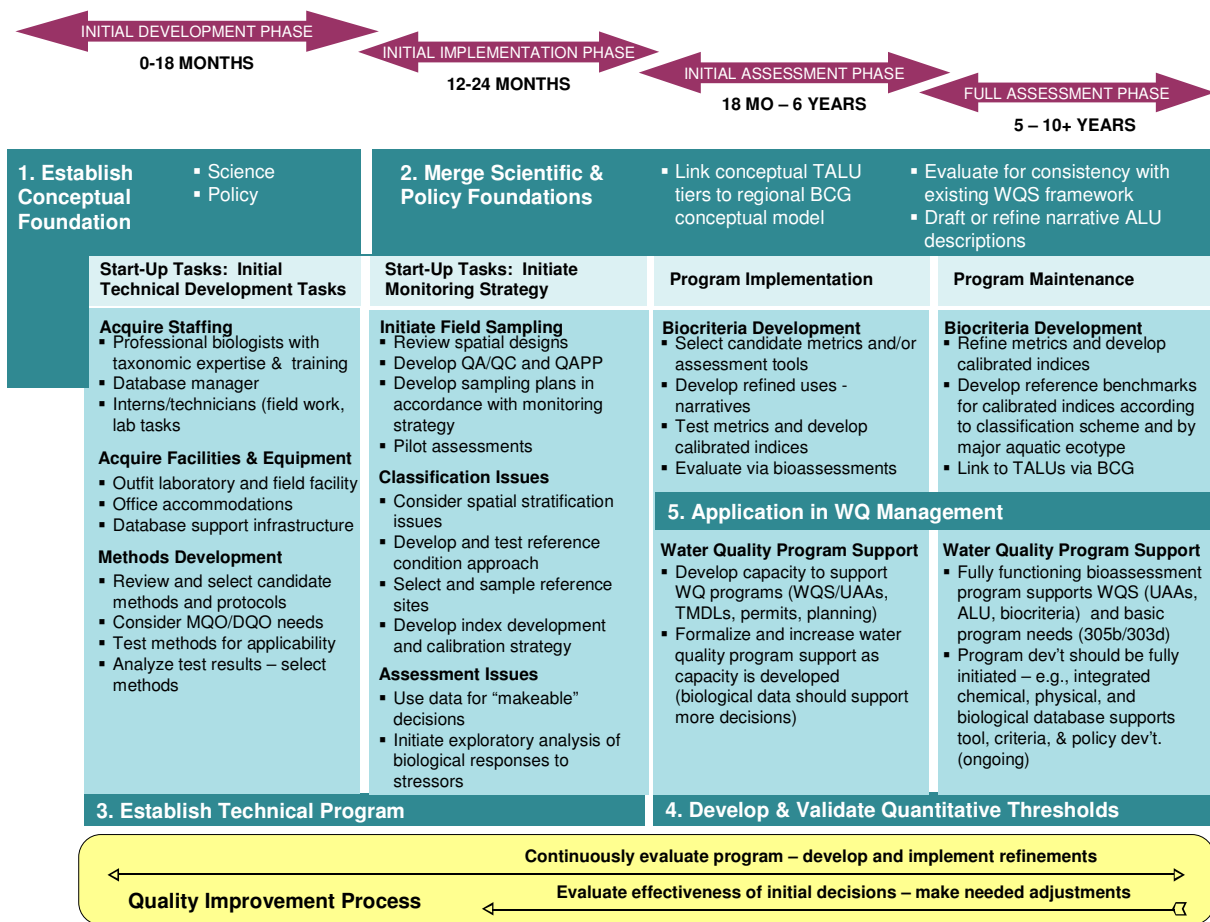 INITIAL DEVELOPMENT PHASE
0-18 MONTHS
INITIAL IMPLEMENTATION PHASE
12-24 MONTHS
INITIAL ASSESSMENT PHASE
18 MO – 6 YEARS
FULL ASSESSMENT PHASE
5 – 10+ YEARS
1. Establish
Conceptual
Foundation
▪ Science
▪ Policy
2. Merge Scientific &
Policy Foundations
▪ Link conceptual TALU
tiers to regional BCG
conceptual model
▪ Evaluate for consistency with
existing WQS framework
▪ Draft or refine narrative ALU
descriptions
Start-Up Tasks: Initial
Technical Development Tasks
Acquire Staffing
▪ Professional biologists with
taxonomic expertise & training
▪ Database manager
▪ Interns/technicians (field work,
lab tasks
Acquire Facilities & Equipment
▪ Outfit laboratory and field facility
▪ Office accommodations
▪ Database support infrastructure
Methods Development
▪ Review and select candidate
methods and protocols
▪ Consider MQO/DQO needs
▪ Test methods for applicability
▪ Analyze test results – select
methods
Start-Up Tasks: Initiate
Monitoring Strategy
Initiate Field Sampling
▪ Review spatial designs
▪ Develop QA/QC and QAPP
▪ Develop sampling plans in
accordance with monitoring
strategy
▪ Pilot assessments
Classification Issues
▪ Consider spatial stratification
issues
▪ Develop and test reference
condition approach
▪ Select and sample reference
sites
▪ Develop index development
and calibration strategy
Assessment Issues
▪ Use data for “makeable”
decisions
▪ Initiate exploratory analysis of
biological responses to
stressors
Program Implementation
Biocriteria Development
▪ Select candidate metrics and/or
assessment tools
▪ Develop refined uses -
narratives
▪ Test metrics and develop
calibrated indices
▪ Evaluate via bioassessments
Program Maintenance
Biocriteria Development
▪ Refine metrics and develop
calibrated indices
▪ Develop reference benchmarks
for calibrated indices according
to classification scheme and by
major aquatic ecotype
▪ Link to TALUs via BCG
5. Application in WQ Management
Water Quality Program Support
▪ Develop capacity to support
WQ programs (WQS/UAAs,
TMDLs, permits, planning)
▪ Formalize and increase water
quality program support as
capacity is developed
(biological data should support
more decisions)
Water Quality Program Support
▪ Fully functioning bioassessment
program supports WQS (UAAs,
ALU, biocriteria) and basic
program needs (305b/303d)
▪ Program dev’t should be fully
initiated – e.g., integrated
chemical, physical, and
biological database supports
tool, criteria, & policy dev’t.
(ongoing)
3. Establish Technical Program
4. Develop & Validate Quantitative Thresholds
Continuously evaluate program – develop and implement refinements
Quality Improvement Process
Evaluate effectiveness of initial decisions – make needed adjustments